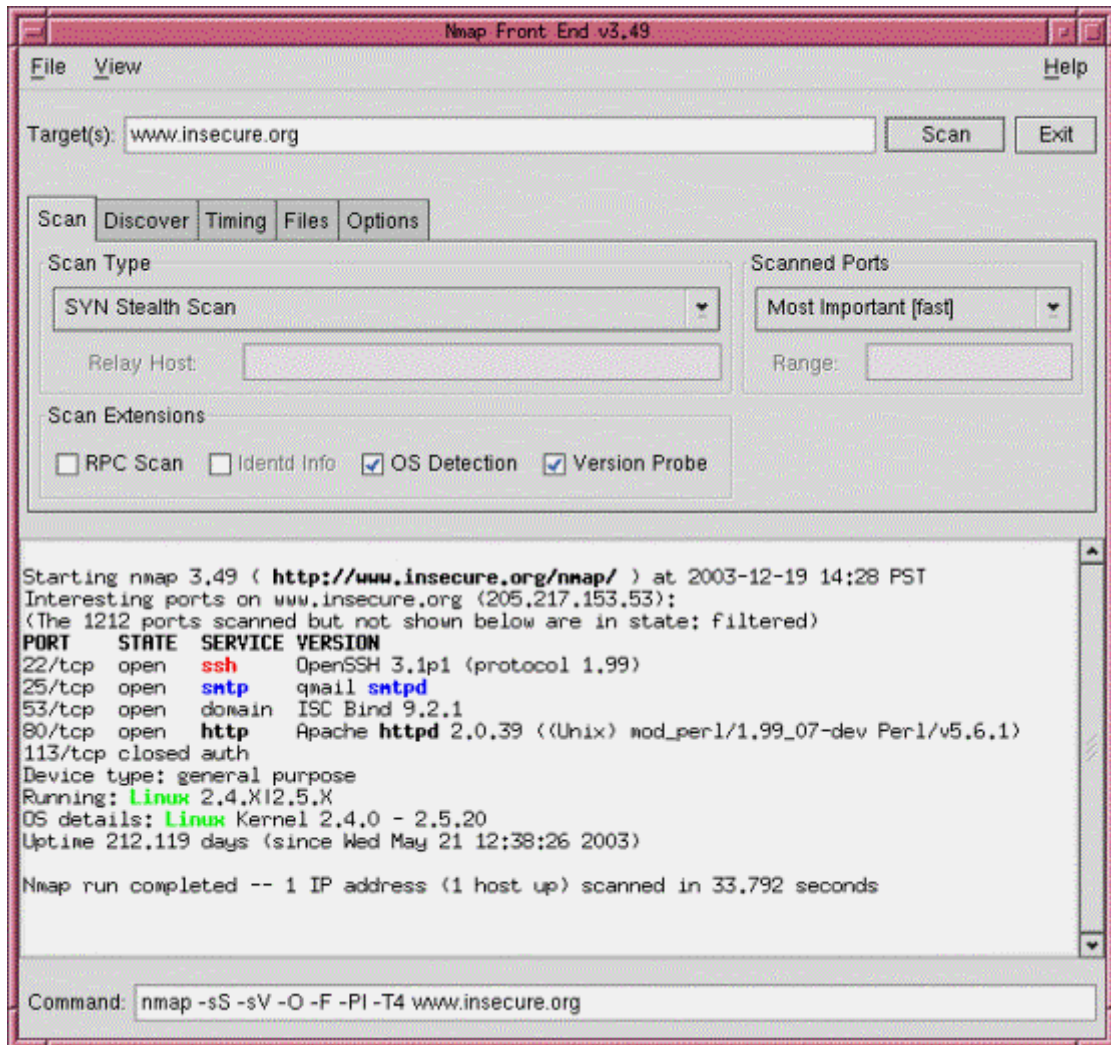 Nmap Front End v3.49
File View Help
Target(s): www.insecure.org Scan Exit
Scan Discover Timing Files Options
Scan Type
SYN Stealth Scan
Relay Host:
Scanned Ports
Most Important [fast]
Range:
Scan Extensions
RPC Scan Identd Info OS Detection Version Probe
Starting nmap 3.49 ( http://www.insecure.org/nmap/ ) at 2003-12-19 14:28 PST
Interesting ports on www.insecure.org (205.217.153.53):
(The 1212 ports scanned but not shown below are in state: filtered)
PORT STATE SERVICE VERSION
22/tcp open ssh OpenSSH 3.1p1 (protocol 1.99)
25/tcp open smtp qmail smtpd
53/tcp open domain ISC Bind 9.2.1
80/tcp open http Apache httpd 2.0.39 ((Unix) mod_perl/1.99_07-dev Perl/v5.6.1)
113/tcp closed auth
Device type: general purpose
Running: Linux 2.4.X|2.5.X
OS details: Linux Kernel 2.4.0 - 2.5.20
Uptime 212.119 days (since Wed May 21 12:38:26 2003)
Nmap run completed -- 1 IP address (1 host up) scanned in 33.792 seconds
Command: nmap -sS -sV -O -F -PI -T4 www.insecure.org